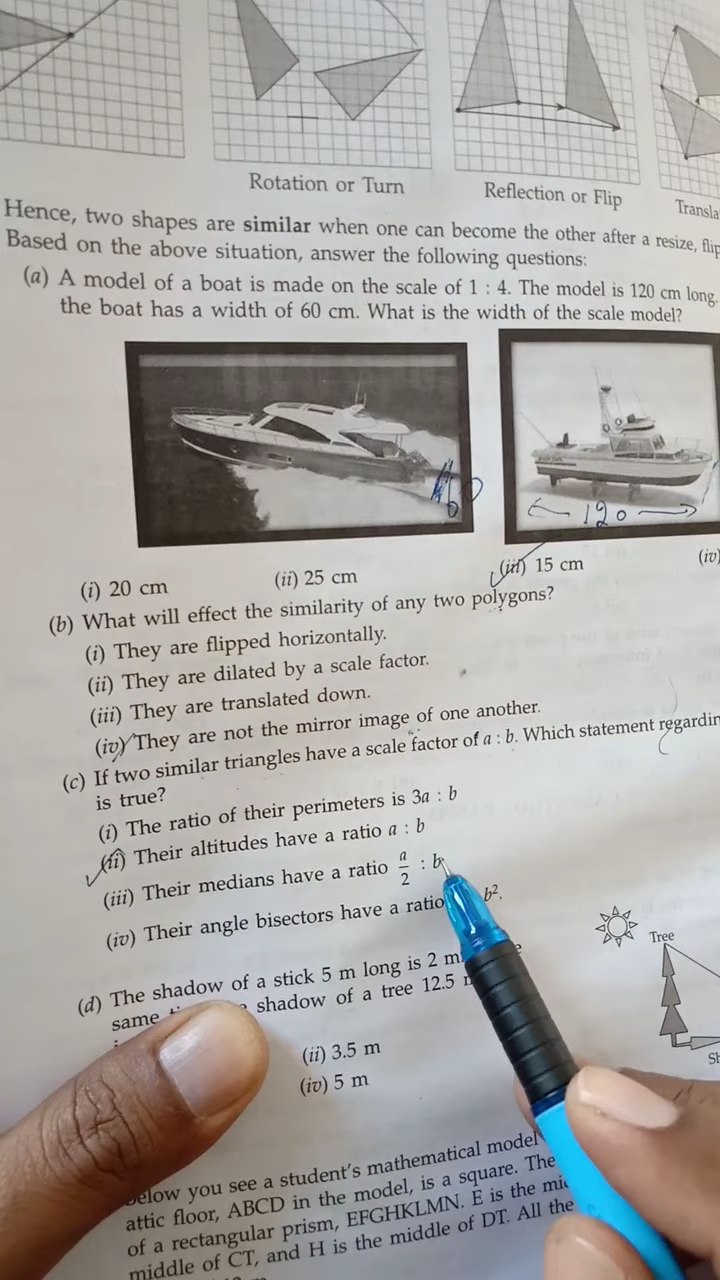 Rotation or Turn
Reflection or Flip
Transla
Hence, two shapes are similar when one can become the other after a resize, flip
Based on the above situation, answer the following questions:
(a) A model of a boat is made on the scale of 1 : 4. The model is 120 cm long.
the boat has a width of 60 cm. What is the width of the scale model?
60
120
(i) 20 cm
(ii) 25 cm
(iii) 15 cm
(iv)
(b) What will effect the similarity of any two polygons?
(i) They are flipped horizontally.
(ii) They are dilated by a scale factor.
(iii) They are translated down.
(iv) They are not the mirror image of one another.
(c) If two similar triangles have a scale factor of a : b. Which statement regardin
is true?
(i) The ratio of their perimeters is 3a : b
(ii) Their altitudes have a ratio a : b
(iii) Their medians have a ratio a/2 : b
(iv) Their angle bisectors have a ratio b².
(d) The shadow of a stick 5 m long is 2 m.
same shadow of a tree 12.5
Tree
(ii) 3.5 m
(iv) 5 m
below you see a student's mathematical model
attic floor, ABCD in the model, is a square. The
of a rectangular prism, EFGHKLMN. E is the
middle of CT, and H is the middle of DT. All the